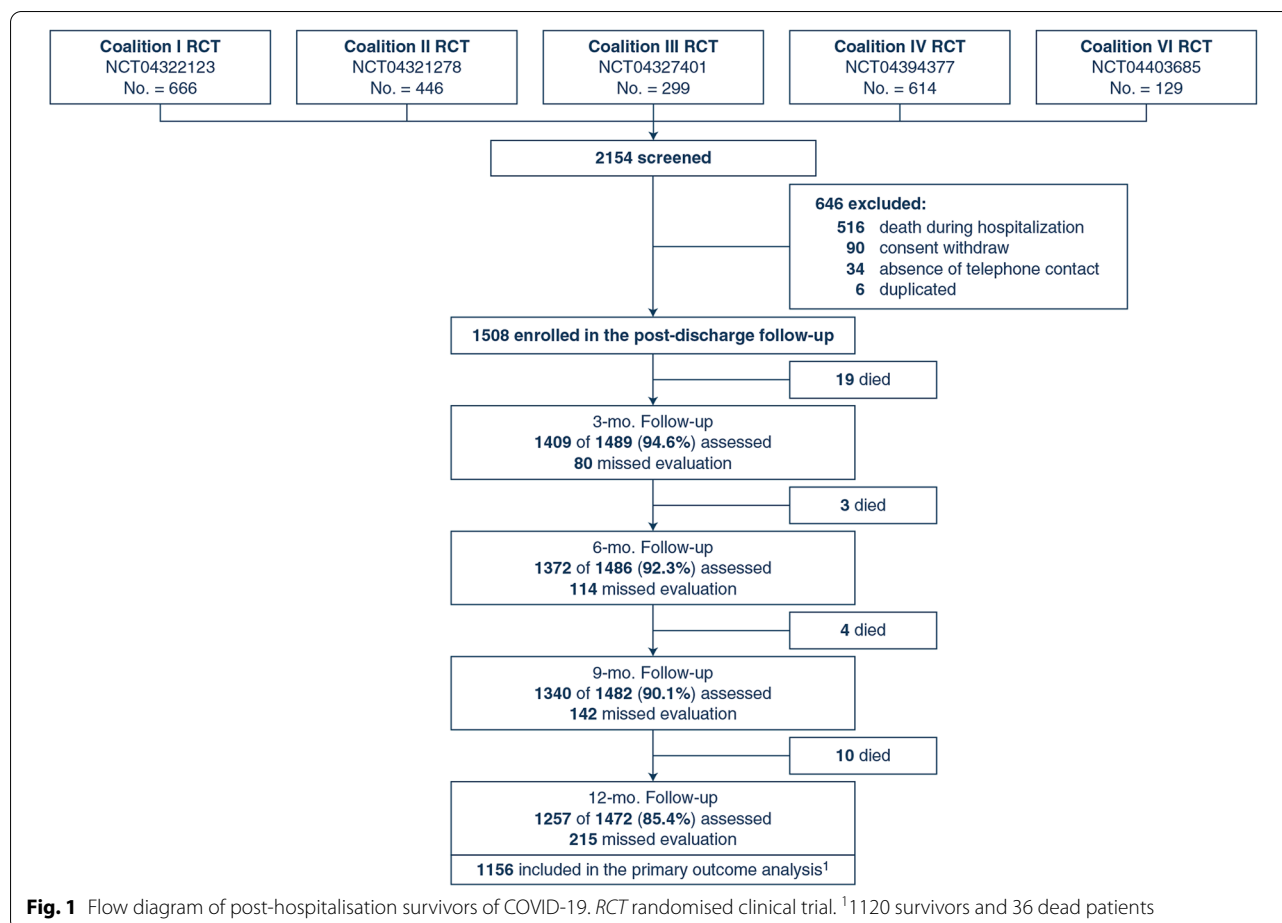 Coalition I RCT
NCT04322123
No. = 666
Coalition II RCT
NCT04321278
No. = 446
Coalition III RCT
NCT04327401
No. = 299
Coalition IV RCT
NCT04394377
No. = 614
Coalition VI RCT
NCT04403685
No. = 129
2154 screened
646 excluded:
516 death during hospitalization
90 consent withdraw
34 absence of telephone contact
6 duplicated
1508 enrolled in the post-discharge follow-up
19 died
3-mo. Follow-up
1409 of 1489 (94.6%) assessed
80 missed evaluation
3 died
6-mo. Follow-up
1372 of 1486 (92.3%) assessed
114 missed evaluation
4 died
9-mo. Follow-up
1340 of 1482 (90.1%) assessed
142 missed evaluation
10 died
12-mo. Follow-up
1257 of 1472 (85.4%) assessed
215 missed evaluation
1156 included in the primary outcome analysis¹
Fig. 1 Flow diagram of post-hospitalisation survivors of COVID-19. RCT randomised clinical trial. ¹1120 survivors and 36 dead patients